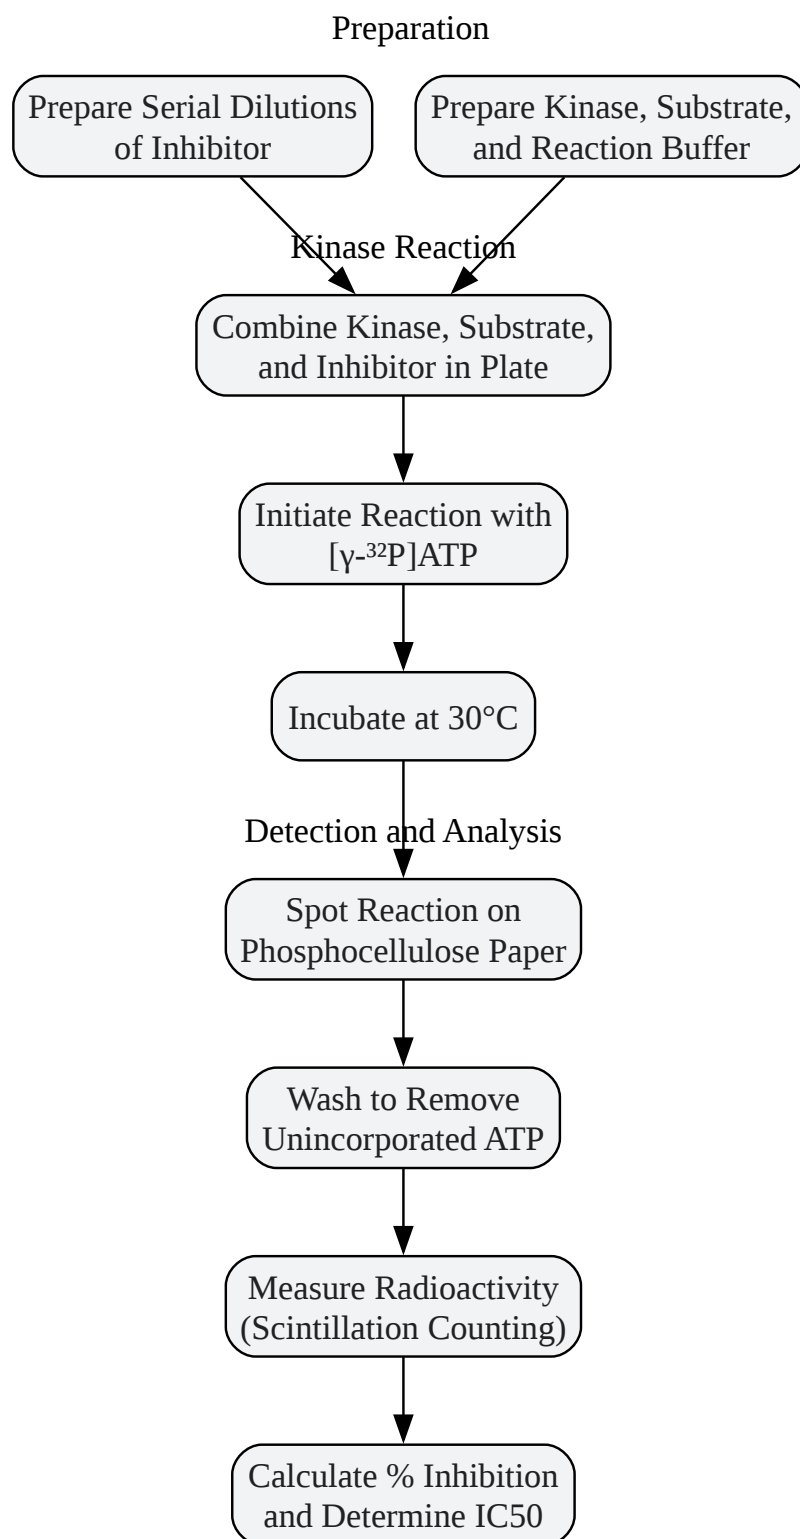 Preparation
Prepare Serial Dilutions
of Inhibitor
Prepare Kinase, Substrate,
and Reaction Buffer
Kinase Reaction
Combine Kinase, Substrate,
and Inhibitor in Plate
Initiate Reaction with
[γ-³²P]ATP
Incubate at 30°C
Detection and Analysis
Spot Reaction on
Phosphocellulose Paper
Wash to Remove
Unincorporated ATP
Measure Radioactivity
(Scintillation Counting)
Calculate % Inhibition
and Determine IC50